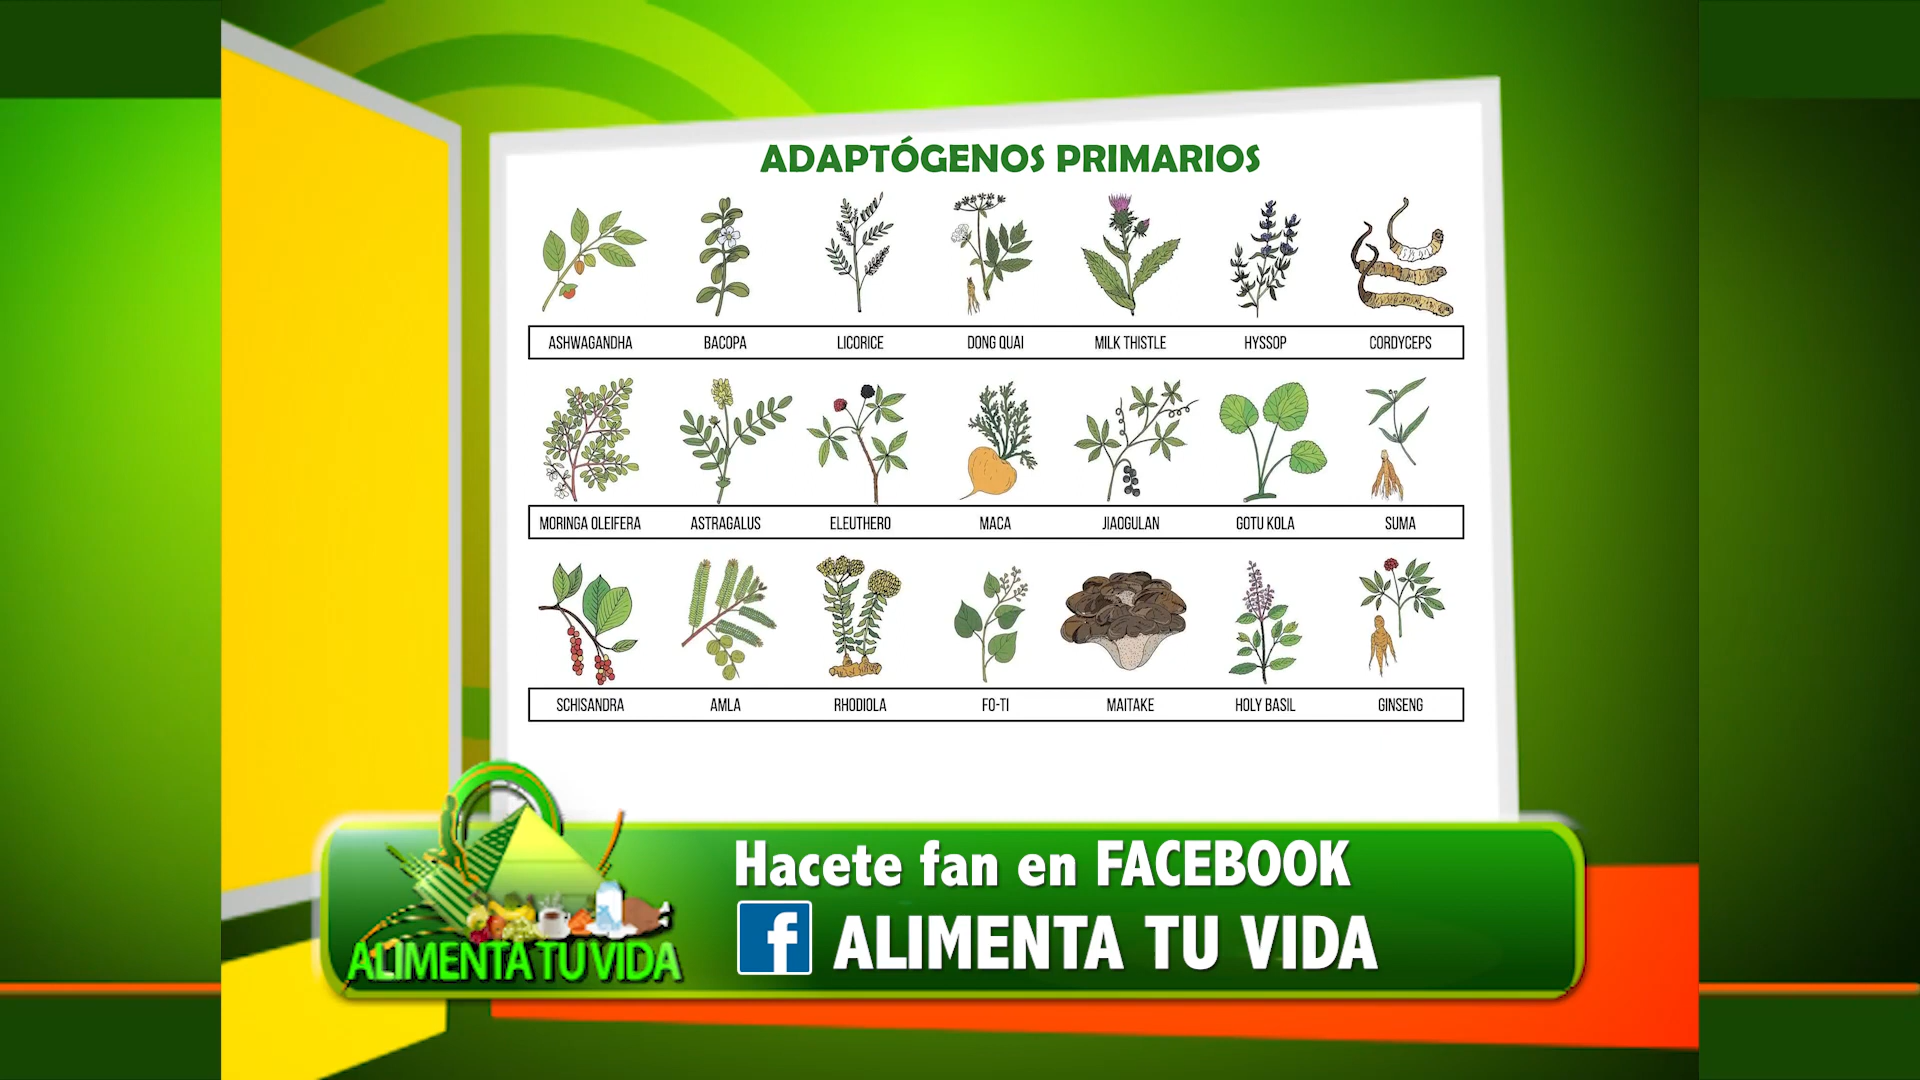 ADAPTÓGENOS PRIMARIOS
ASHWAGANDHA BACOPA LICORICE DONG QUAI MILK THISTLE HYSSOP CORDYCEPS
MORINGA OLEIFERA ASTRAGALUS ELEUTHERO MACA JIAOGULAN GOTU KOLA SUMA
SCHISANDRA AMLA RHODIOLA FO-TI MAITAKE HOLY BASIL GINSENG
Hacete fan en FACEBOOK
f ALIMENTA TU VIDA
ALIMENTA TU VIDA